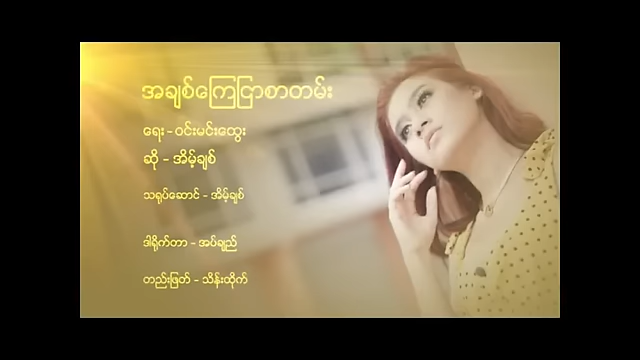 အချစ်ကြေငြာစာတမ်း
ရေး - ဝင်းမင်းထွေး
ဆို - အိမ့်ချစ်
သရုပ်ဆောင် - အိမ့်ချစ်
ဒါရိုက်တာ - အပ်ချည်
တည်းဖြတ် - သိန်းထိုက်